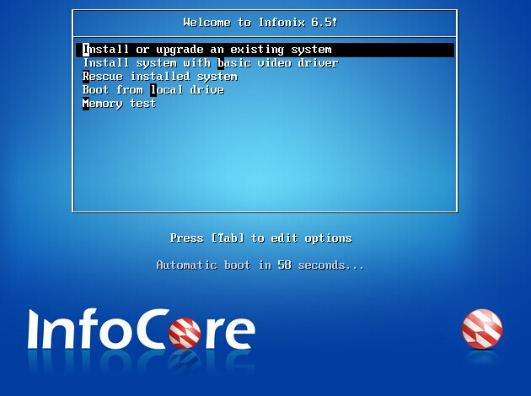 Welcome to Infonix 6.5!
Install or upgrade an existing system
Install system with basic video driver
Rescue installed system
Boot from local drive
Memory test
Press [Tab] to edit options
Automatic boot in 58 seconds...
InfoCore